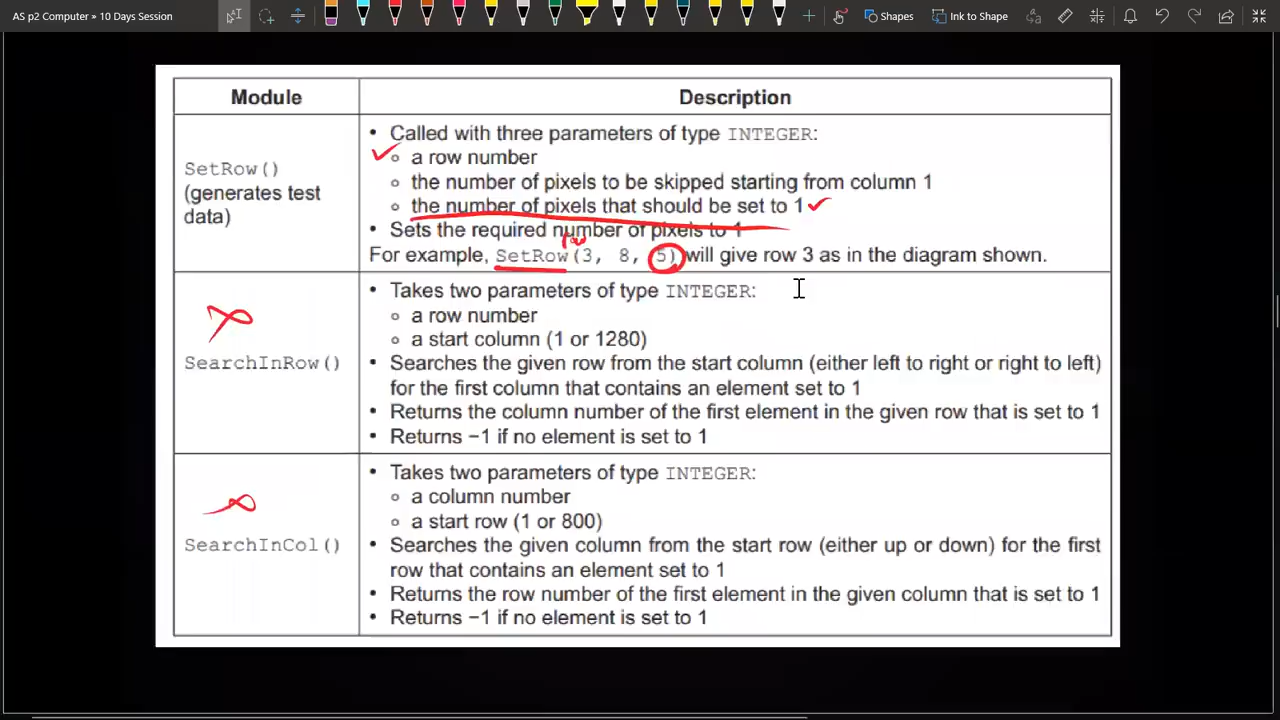 AS p2 Computer » 10 Days Session
Shapes
Ink to Shape
Module
Description
SetRow()
(generates test
data)
• Called with three parameters of type INTEGER:
○ a row number
○ the number of pixels to be skipped starting from column 1
○ the number of pixels that should be set to 1
• Sets the required number of pixels to 1
row
For example, SetRow(3, 8, 5) will give row 3 as in the diagram shown.
SearchInRow()
• Takes two parameters of type INTEGER:
○ a row number
○ a start column (1 or 1280)
• Searches the given row from the start column (either left to right or right to left)
for the first column that contains an element set to 1
• Returns the column number of the first element in the given row that is set to 1
• Returns −1 if no element is set to 1
SearchInCol()
• Takes two parameters of type INTEGER:
○ a column number
○ a start row (1 or 800)
• Searches the given column from the start row (either up or down) for the first
row that contains an element set to 1
• Returns the row number of the first element in the given column that is set to 1
• Returns −1 if no element is set to 1